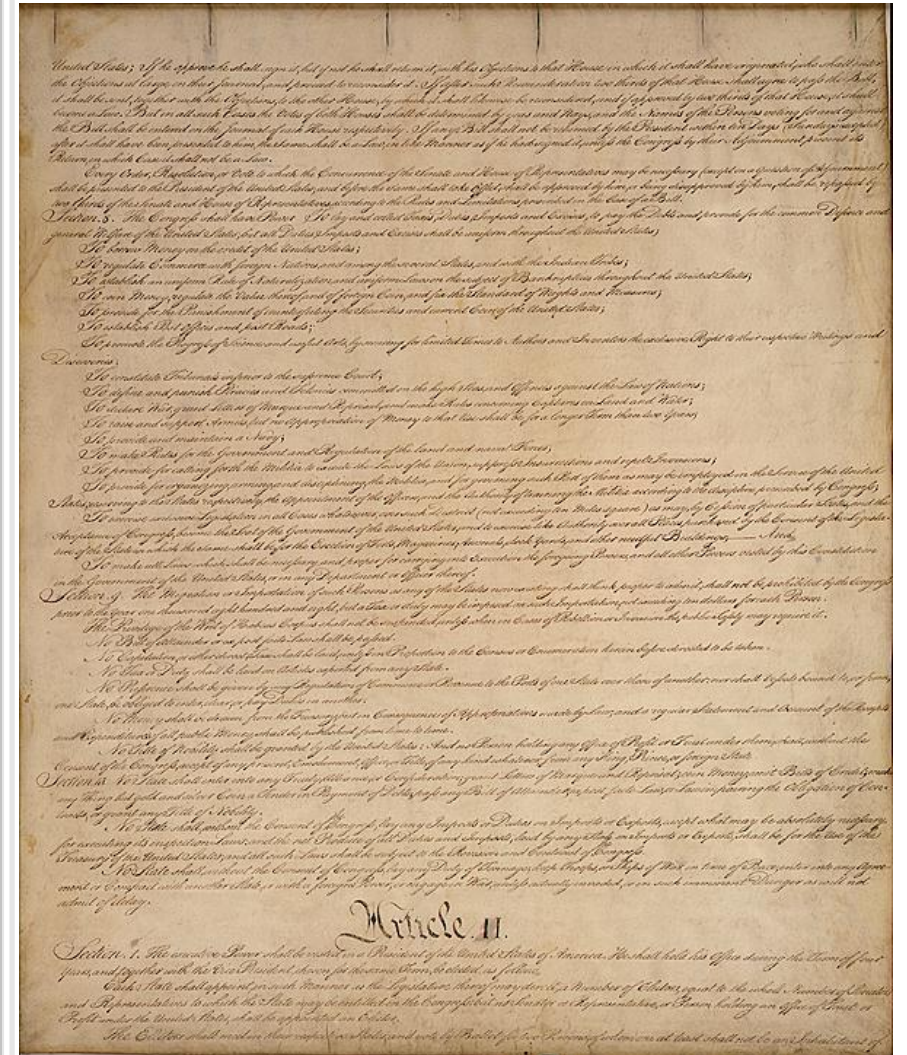 United States; If he approve he shall sign it, but if not he shall return it, with his Objections to that House in which it shall have originated, who shall enter
the Objections at large on their Journal, and proceed to reconsider it. If after such Reconsideration two thirds of that House shall agree to pass the Bill,
it shall be sent, together with the Objections, to the other House, by which it shall likewise be reconsidered, and if approved by two thirds of that House, it shall
become a Law. But in all such Cases the Votes of both Houses shall be determined by yeas and Nays, and the Names of the Persons voting for and against
the Bill shall be entered on the Journal of each House respectively. If any Bill shall not be returned by the President within ten Days (Sundays excepted)
after it shall have been presented to him, the Same shall be a Law, in like Manner as if he had signed it, unless the Congress by their Adjournment prevent its
Return, in which Case it shall not be a Law.
Every Order, Resolution, or Vote to which the Concurrence of the Senate and House of Representatives may be necessary (except on a question of Adjournment)
shall be presented to the President of the United States; and before the Same shall take Effect, shall be approved by him, or being disapproved by him, shall be repassed by
two thirds of the Senate and House of Representatives, according to the Rules and Limitations prescribed in the Case of a Bill.
Section. 8. The Congress shall have Power To lay and collect Taxes, Duties, Imposts and Excises, to pay the Debts and provide for the common Defence and
general Welfare of the United States; but all Duties, Imposts and Excises shall be uniform throughout the United States;
To borrow Money on the credit of the United States;
To regulate Commerce with foreign Nations, and among the several States, and with the Indian Tribes;
To establish an uniform Rule of Naturalization, and uniform Laws on the subject of Bankruptcies throughout the United States;
To coin Money, regulate the Value thereof, and of foreign Coin, and fix the Standard of Weights and Measures;
To provide for the Punishment of counterfeiting the Securities and current Coin of the United States;
To establish Post Offices and post Roads;
To promote the Progress of Science and useful Arts, by securing for limited Times to Authors and Inventors the exclusive Right to their respective Writings and
Discoveries;
To constitute Tribunals inferior to the supreme Court;
To define and punish Piracies and Felonies committed on the high Seas, and Offences against the Law of Nations;
To declare War, grant Letters of Marque and Reprisal, and make Rules concerning Captures on Land and Water;
To raise and support Armies, but no Appropriation of Money to that Use shall be for a longer Term than two Years;
To provide and maintain a Navy;
To make Rules for the Government and Regulation of the land and naval Forces;
To provide for calling forth the Militia to execute the Laws of the Union, suppress Insurrections and repel Invasions;
To provide for organizing, arming, and disciplining, the Militia, and for governing such Part of them as may be employed in the Service of the United
States, reserving to the States respectively, the Appointment of the Officers, and the Authority of training the Militia according to the discipline prescribed by Congress;
To exercise exclusive Legislation in all Cases whatsoever, over such District (not exceeding ten Miles square) as may, by Cession of particular States, and the
Acceptance of Congress, become the Seat of the Government of the United States, and to exercise like Authority over all Places purchased by the Consent of the Legisla-
ture of the State in which the Same shall be, for the Erection of Forts, Magazines, Arsenals, dock-Yards, and other needful Buildings;— And
To make all Laws which shall be necessary and proper for carrying into Execution the foregoing Powers, and all other Powers vested by this Constitution
in the Government of the United States, or in any Department or Officer thereof.
Section. 9. The Migration or Importation of such Persons as any of the States now existing shall think proper to admit, shall not be prohibited by the Congress
prior to the Year one thousand eight hundred and eight, but a Tax or duty may be imposed on such Importation, not exceeding ten dollars for each Person.
The Privilege of the Writ of Habeas Corpus shall not be suspended, unless when in Cases of Rebellion or Invasion the public Safety may require it.
No Bill of Attainder or ex post facto Law shall be passed.
No Capitation, or other direct, Tax shall be laid, unless in Proportion to the Census or Enumeration herein before directed to be taken.
No Tax or Duty shall be laid on Articles exported from any State.
No Preference shall be given by any Regulation of Commerce or Revenue to the Ports of one State over those of another: nor shall Vessels bound to, or from,
one State, be obliged to enter, clear, or pay Duties in another.
No Money shall be drawn from the Treasury, but in Consequence of Appropriations made by Law; and a regular Statement and Account of the Receipts
and Expenditures of all public Money shall be published from time to time.
No Title of Nobility shall be granted by the United States: And no Person holding any Office of Profit or Trust under them, shall, without the
Consent of the Congress, accept of any present, Emolument, Office, or Title, of any kind whatever, from any King, Prince, or foreign State.
Section. 10. No State shall enter into any Treaty, Alliance, or Confederation; grant Letters of Marque and Reprisal; coin Money; emit Bills of Credit; make
any Thing but gold and silver Coin a Tender in Payment of Debts; pass any Bill of Attainder, ex post facto Law, or Law impairing the Obligation of Con-
tracts, or grant any Title of Nobility.
No State shall, without the Consent of the Congress, lay any Imposts or Duties on Imports or Exports, except what may be absolutely necessary
for executing it's inspection Laws: and the net Produce of all Duties and Imposts, laid by any State on Imports or Exports, shall be for the Use of the
Treasury of the United States; and all such Laws shall be subject to the Revision and Controul of the Congress.
No State shall, without the Consent of Congress, lay any Duty of Tonnage, keep Troops, or Ships of War in time of Peace, enter into any Agree-
ment or Compact with another State, or with a foreign Power, or engage in War, unless actually invaded, or in such imminent Danger as will not
admit of delay.
Article. II.
Section. 1. The executive Power shall be vested in a President of the United States of America. He shall hold his Office during the Term of four
Years, and, together with the Vice President, chosen for the same Term, be elected, as follows
Each State shall appoint, in such Manner as the Legislature thereof may direct, a Number of Electors, equal to the whole Number of Senators
and Representatives to which the State may be entitled in the Congress: but no Senator or Representative, or Person holding an Office of Trust or
Profit under the United States, shall be appointed an Elector.
The Electors shall meet in their respective States, and vote by Ballot for two Persons, of whom one at least shall not be an Inhabitant of